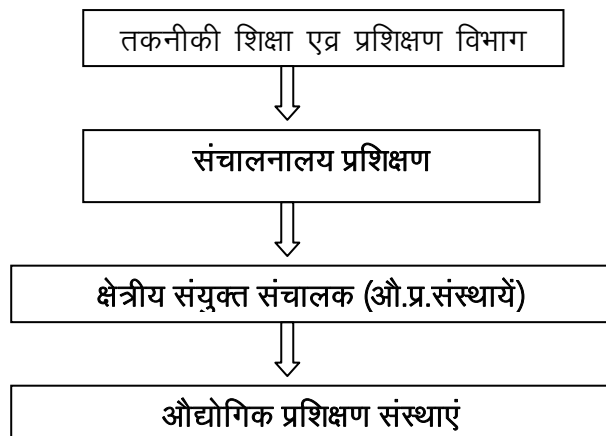 तकनीकी शिक्षा एव्र प्रशिक्षण विभाग
संचालनालय प्रशिक्षण
क्षेत्रीय संयुक्त संचालक (औ.प्र.संस्थायें)
औद्योगिक प्रशिक्षण संस्थाएं